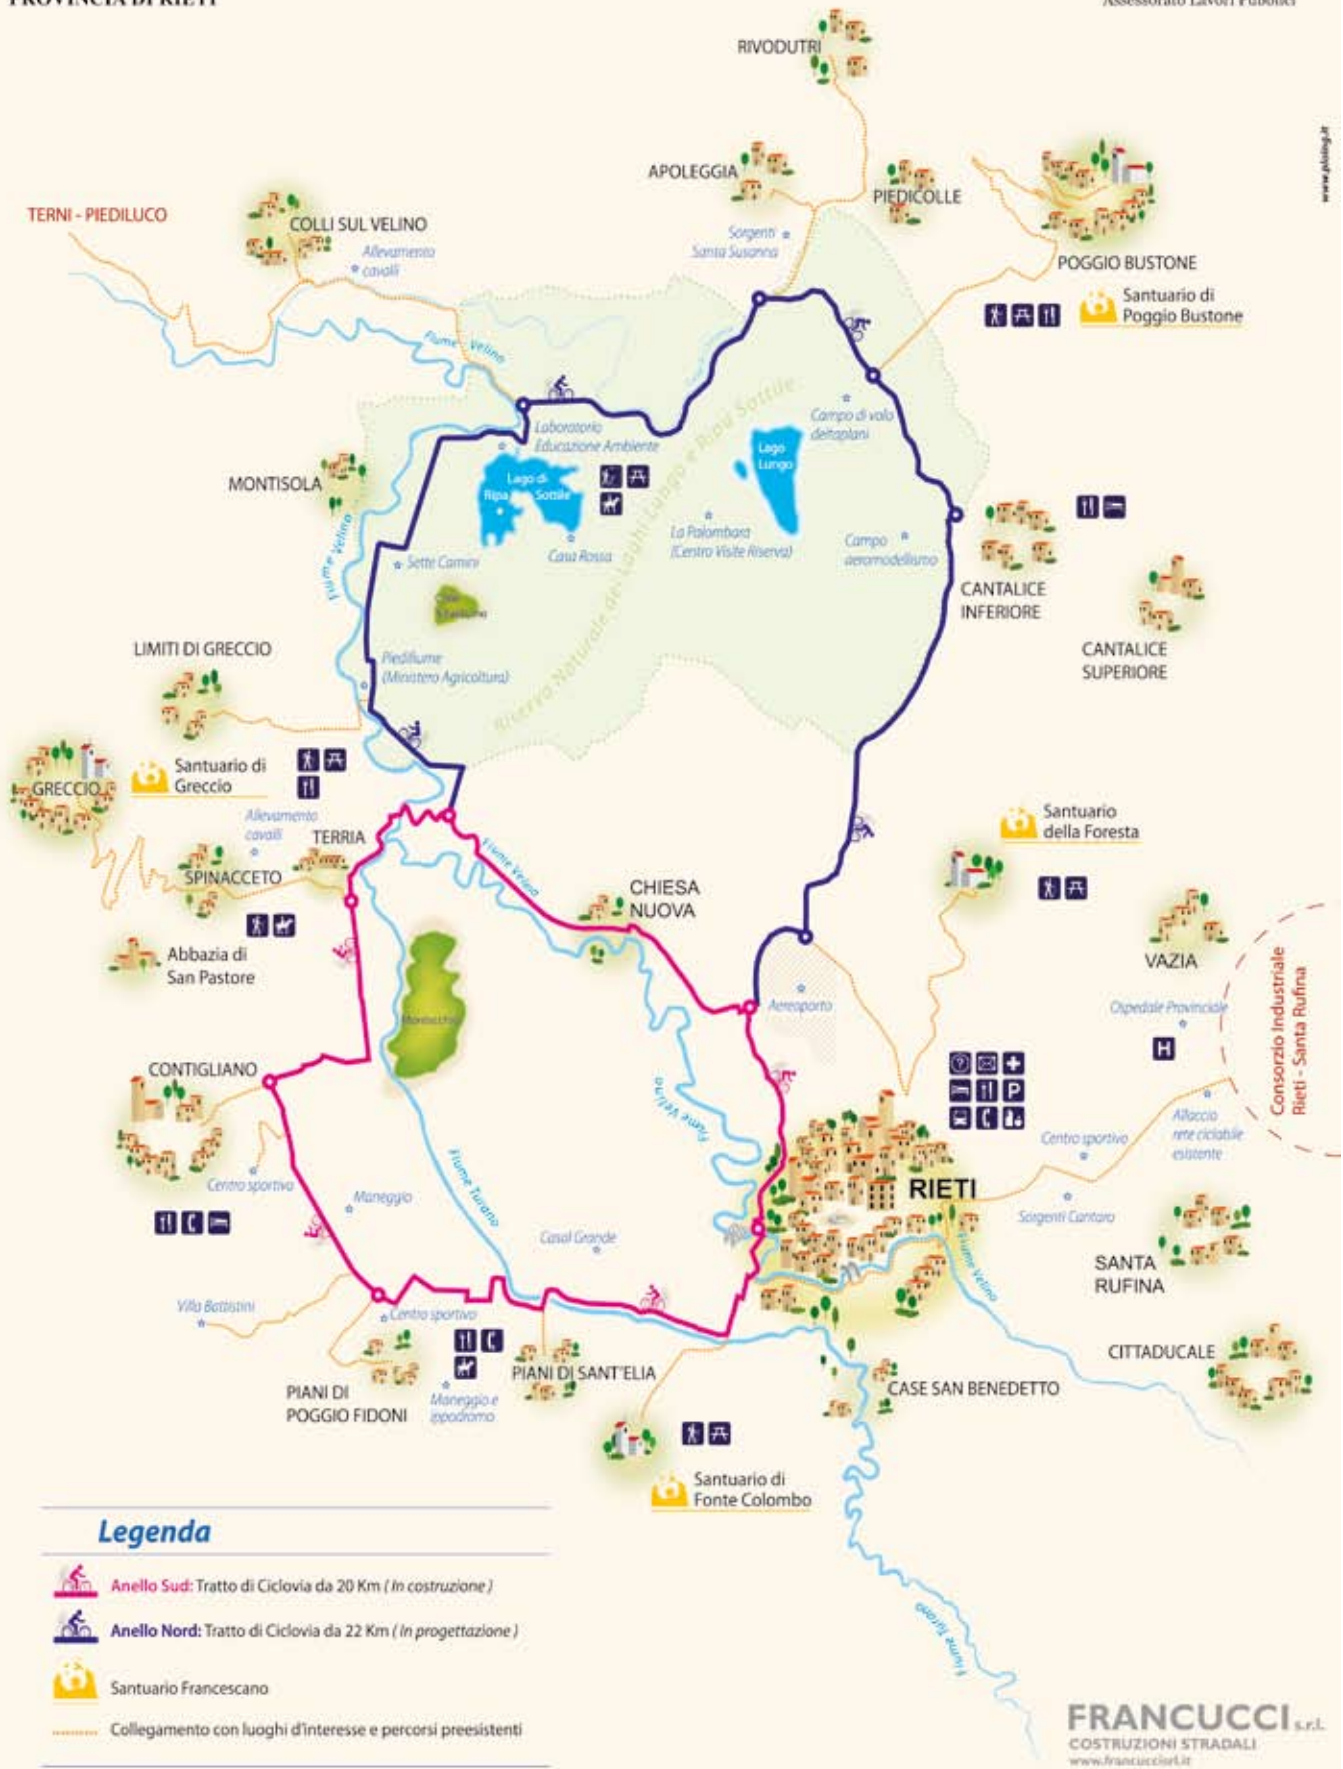 PROVINCIA DI RIETI
Assessorato Lavori Pubblici
RIVODUTRI
APOLEGGIA
PIEDICOLLE
TERNI - PIEDILUCO
COLLI SUL VELINO
Allevamento
cavalli
Sorgenti
Santa Susanna
POGGIO BUSTONE
Santuario di
Poggio Bustone
Fiume Velino
Campo di volo
deltaplani
Laboratorio
Educazione Ambiente
Lago
Lungo
Lago di
Ripa Sottile
MONTISOLA
Fiume Velino
Riserva Naturale dei Laghi Lungo e Ripa Sottile
La Palombara
(Centro Visite Riserva)
Campo
aeromodellismo
Sette Camini
Casa Rossa
CANTALICE
INFERIORE
CANTALICE
SUPERIORE
LIMITI DI GRECCIO
Piedifiume
(Ministero Agricoltura)
GRECCIO
Santuario di
Greccio
Allevamento
cavalli
TERRIA
SPINACCETO
Fiume Velino
CHIESA
NUOVA
Santuario
della Foresta
Abbazia di
San Pastore
VAZIA
Consorzio Industriale
Rieti - Santa Rufina
Aereoporto
Ospedale Provinciale
H
CONTIGLIANO
Fiume Velino
P
Allaccio
rete ciclabile
esistente
Centro sportivo
Centro sportivo
Maneggio
Fiume Turano
RIETI
Sorgenti Cantaro
Casal Grande
Fiume Velino
SANTA
RUFINA
Villa Battistini
Centro sportivo
CITTADUCALE
PIANI DI
POGGIO FIDONI
Maneggio e
ippodromo
PIANI DI SANT'ELIA
CASE SAN BENEDETTO
Santuario di
Fonte Colombo
Fiume Turano
Legenda
Anello Sud: Tratto di Ciclovia da 20 Km ( In costruzione )
Anello Nord: Tratto di Ciclovia da 22 Km ( In progettazione )
Santuario Francescano
Collegamento con luoghi d'interesse e percorsi preesistenti
FRANCUCCI s.r.l.
COSTRUZIONI STRADALI
www.francuccisrl.it